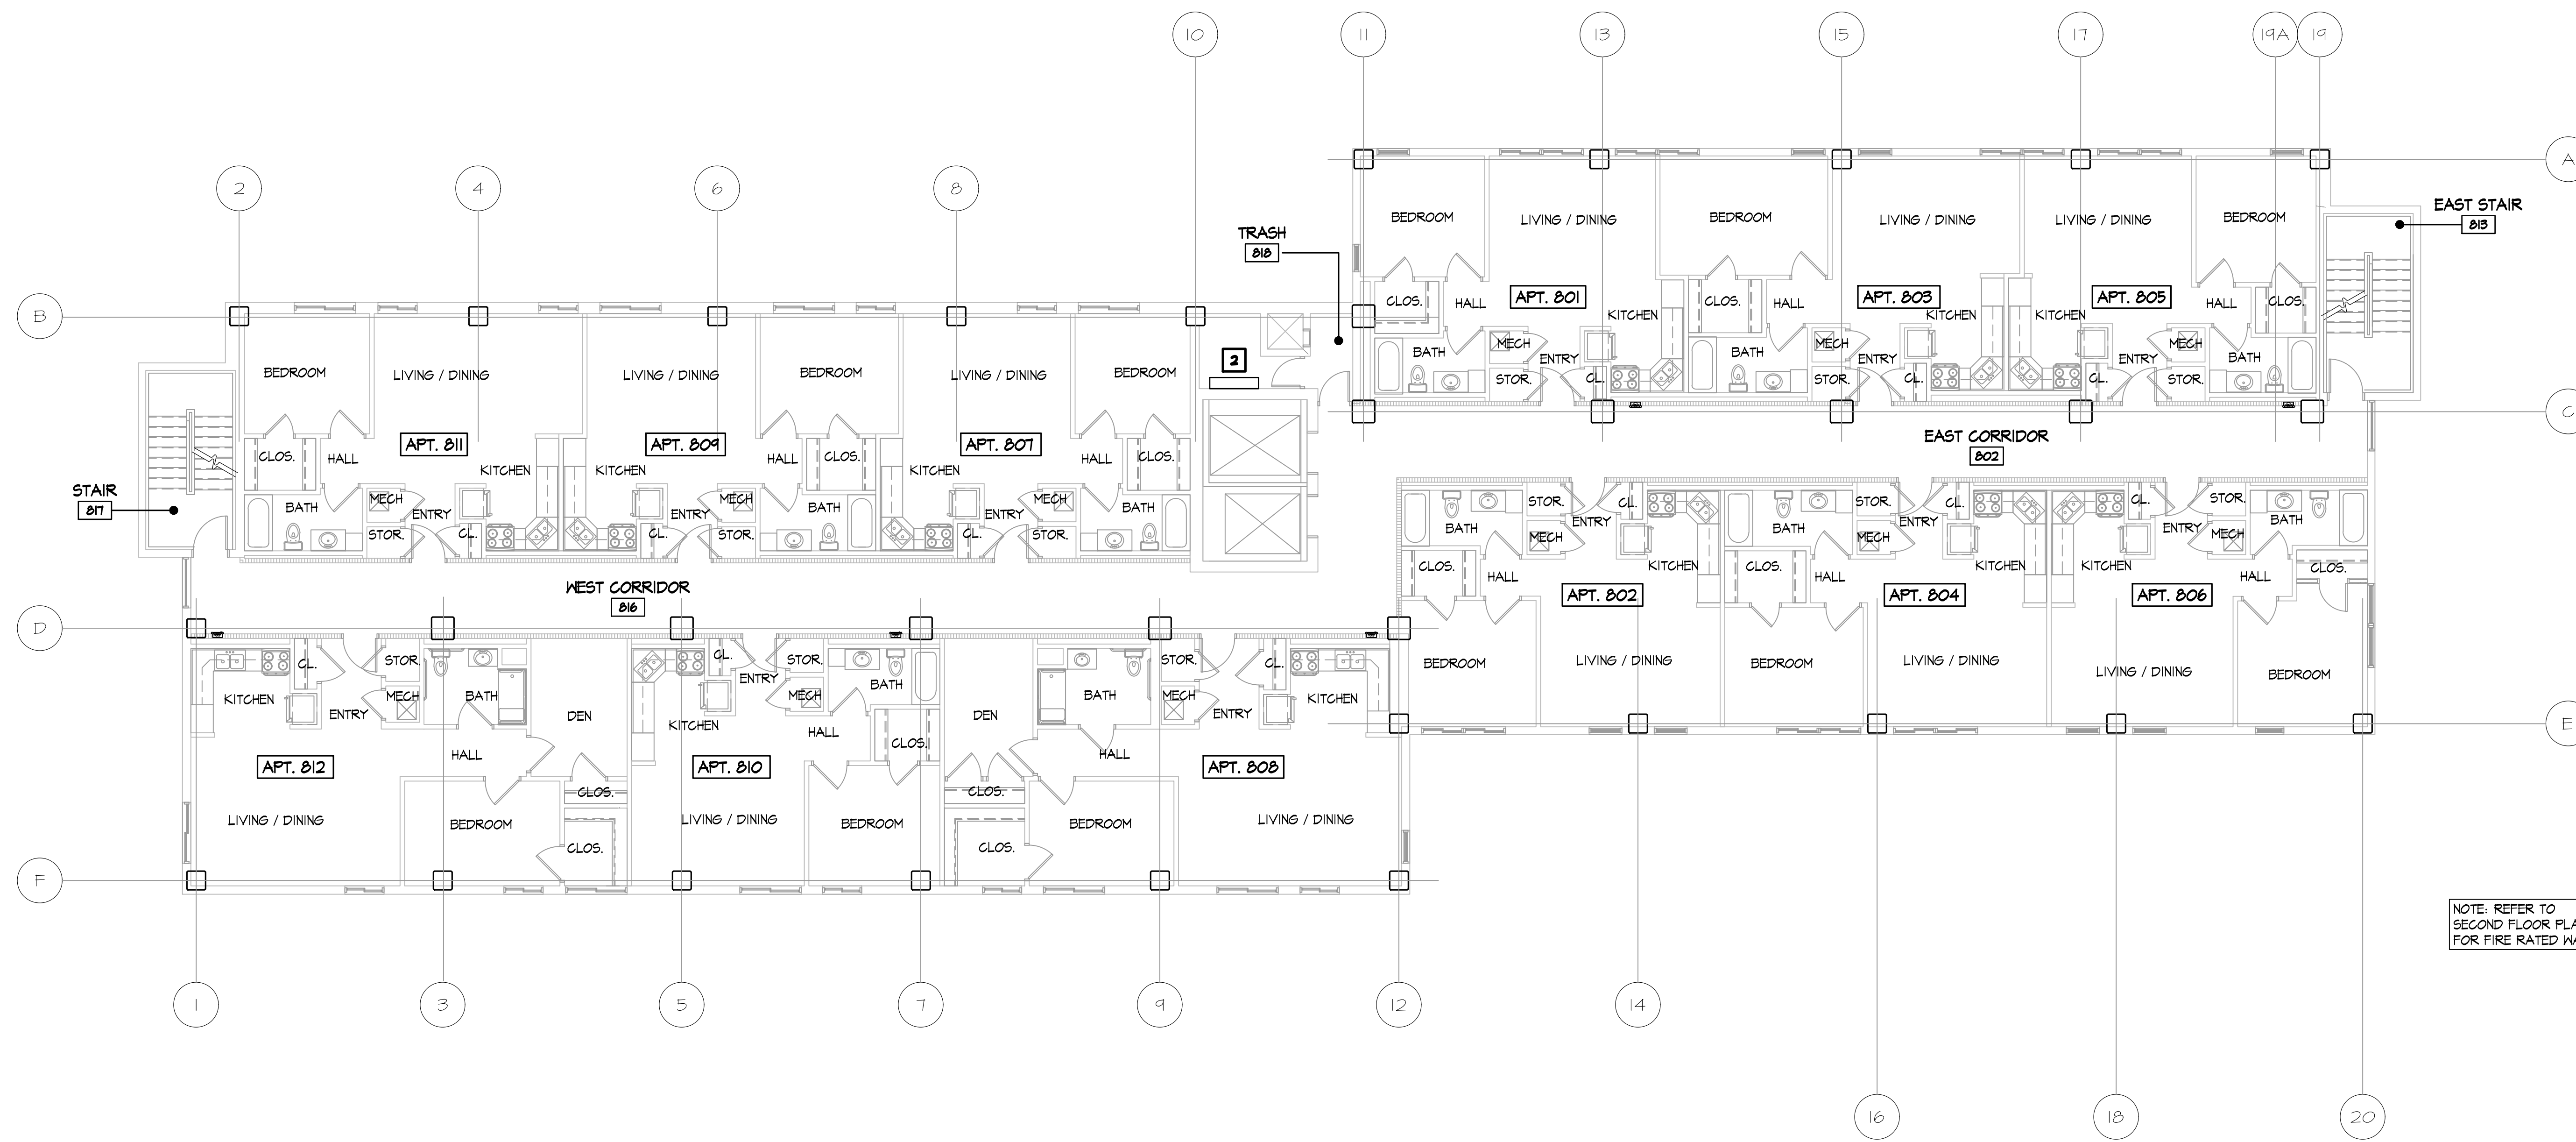 10
11
13
15
17
19A
19
A
2
4
6
8
EAST STAIR
813
TRASH
818
BEDROOM
LIVING / DINING
BEDROOM
LIVING / DINING
LIVING / DINING
BEDROOM
CLOS.
HALL
APT. 801
KITCHEN
CLOS.
HALL
APT. 803
KITCHEN
KITCHEN
APT. 805
HALL
CLOS.
B
BATH
MECH
ENTRY
STOR.
CL.
BATH
MECH
ENTRY
STOR.
CL.
CL.
ENTRY
MECH
STOR.
BATH
2
BEDROOM
LIVING / DINING
LIVING / DINING
BEDROOM
LIVING / DINING
BEDROOM
C
EAST CORRIDOR
802
APT. 811
APT. 809
APT. 807
CLOS.
HALL
KITCHEN
KITCHEN
HALL
CLOS.
KITCHEN
HALL
CLOS.
STAIR
817
BATH
MECH
ENTRY
STOR.
CL.
CL.
ENTRY
MECH
STOR.
BATH
CL.
ENTRY
MECH
STOR.
BATH
BATH
STOR.
MECH
ENTRY
CL.
BATH
STOR.
MECH
ENTRY
CL.
CL.
ENTRY
STOR.
MECH
BATH
CLOS.
HALL
KITCHEN
CLOS.
HALL
KITCHEN
KITCHEN
HALL
CLOS.
APT. 802
APT. 804
APT. 806
WEST CORRIDOR
816
D
BEDROOM
LIVING / DINING
BEDROOM
LIVING / DINING
LIVING / DINING
BEDROOM
CL.
STOR.
KITCHEN
ENTRY
MECH
BATH
DEN
CL.
ENTRY
STOR.
MECH
BATH
KITCHEN
HALL
CLOS.
DEN
BATH
STOR.
MECH
ENTRY
CL.
KITCHEN
E
HALL
HALL
APT. 812
APT. 810
APT. 808
CLOS.
CLOS.
LIVING / DINING
BEDROOM
CLOS.
LIVING / DINING
BEDROOM
CLOS.
BEDROOM
LIVING / DINING
F
NOTE: REFER TO
SECOND FLOOR
FOR FIRE RATED
1
3
5
7
9
12
14
16
18
20